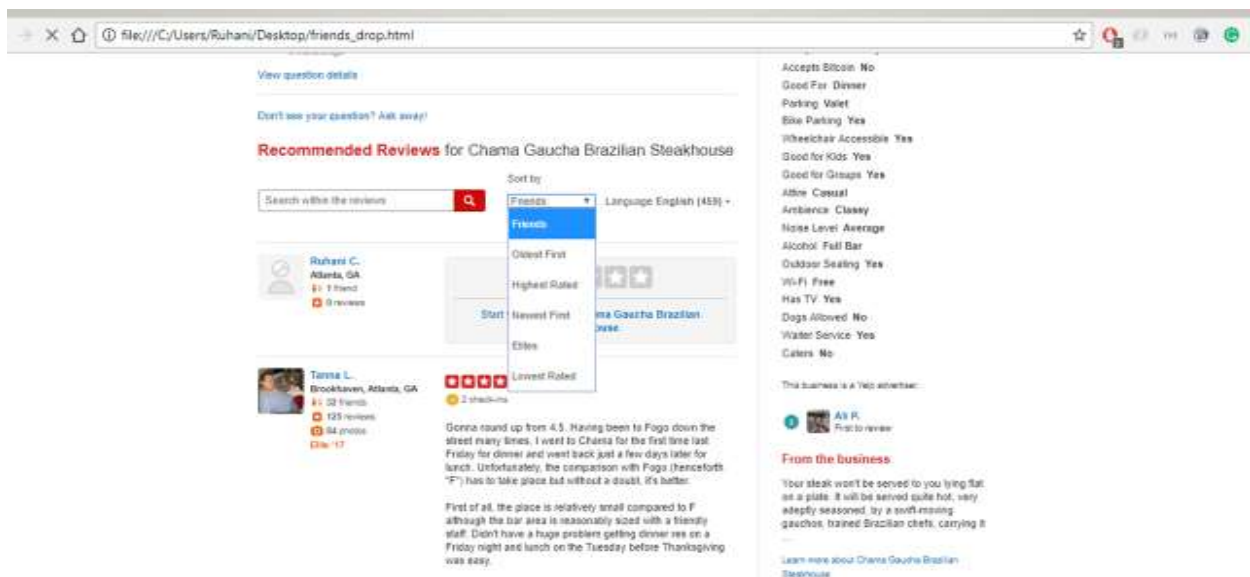 file:///C:/Users/Ruhani/Desktop/friends_drop.html
View question details
Don't see your question? Ask away!
Recommended Reviews for Chama Gaucha Brazilian Steakhouse
Sort by
Search within the reviews
Friends
Language English (459)
Friends
Oldest First
Highest Rated
Newest First
Elites
Lowest Rated
Ruhani C.
Atlanta, GA
1 friend
0 reviews
Start
ma Gaucha Brazilian
ouse
Tanna L.
Brookhaven, Atlanta, GA
32 friends
125 reviews
84 photos
Elite '17
2 check-ins
Gonna round up from 4.5. Having been to Fogo down the
street many times, I went to Chama for the first time last
Friday for dinner and went back just a few days later for
lunch. Unfortunately, the comparison with Fogo (henceforth
"F") has to take place but without a doubt, it's better.
First of all, the place is relatively small compared to F
although the bar area is reasonably sized with a friendly
staff. Didn't have a huge problem getting dinner res on a
Friday night and lunch on the Tuesday before Thanksgiving
was easy.
Accepts Bitcoin No
Good For Dinner
Parking Valet
Bike Parking Yes
Wheelchair Accessible Yes
Good for Kids Yes
Good for Groups Yes
Attire Casual
Ambience Classy
Noise Level Average
Alcohol Full Bar
Outdoor Seating Yes
Wi-Fi Free
Has TV Yes
Dogs Allowed No
Waiter Service Yes
Caters No
This business is a Yelp advertiser.
Ali P.
First to review
From the business
Your steak won't be served to you lying flat
on a plate. It will be served quite hot, very
adeptly seasoned, by a swift-moving
gauchos, trained Brazilian chefs, carrying it
...
Learn more about Chama Gaucha Brazilian
Steakhouse